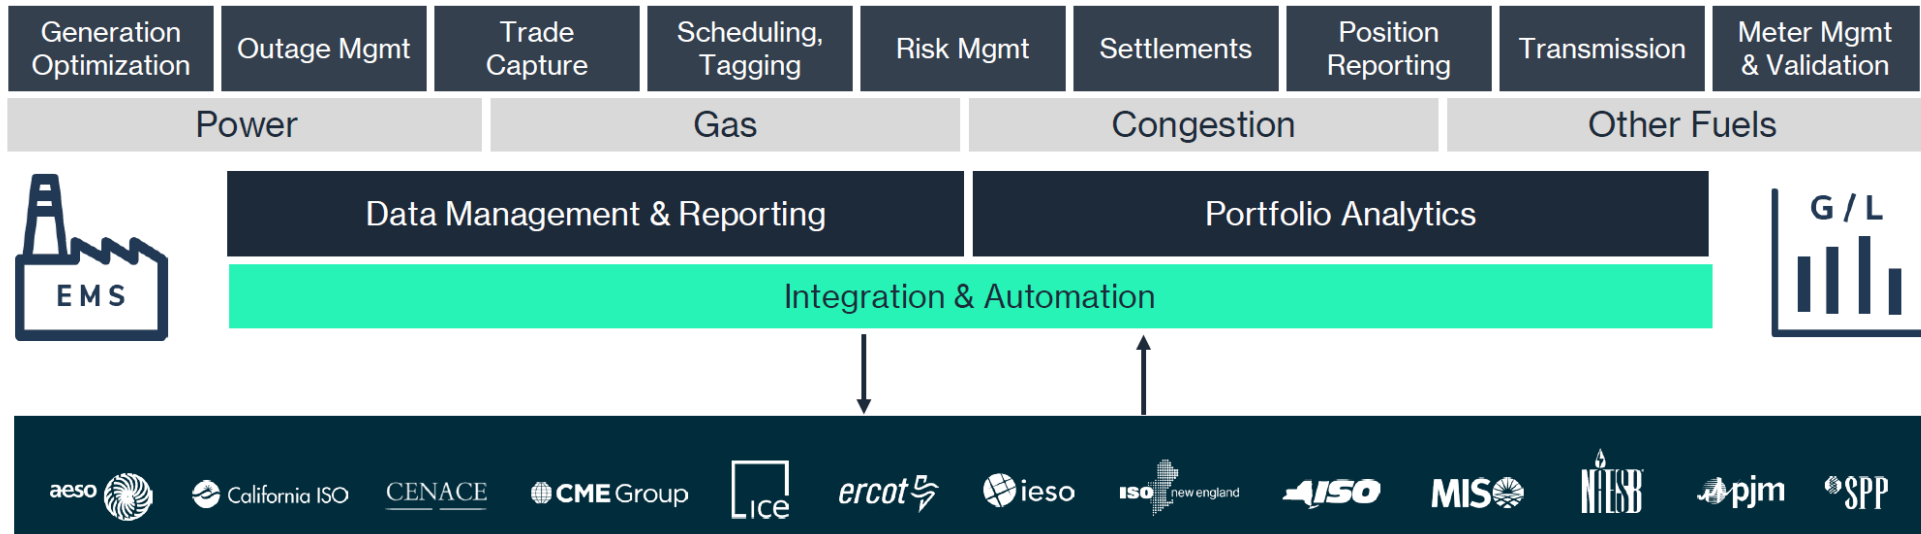 Generation Optimization
Outage Mgmt
Trade Capture
Scheduling, Tagging
Risk Mgmt
Settlements
Position Reporting
Transmission
Meter Mgmt & Validation
Power
Gas
Congestion
Other Fuels
EMS
Data Management & Reporting
Portfolio Analytics
G / L
Integration & Automation
aeso
California ISO
CENACE
CME Group
ice
ercot
ieso
ISO new england
ISO
MISO
NAESB
pjm
SPP